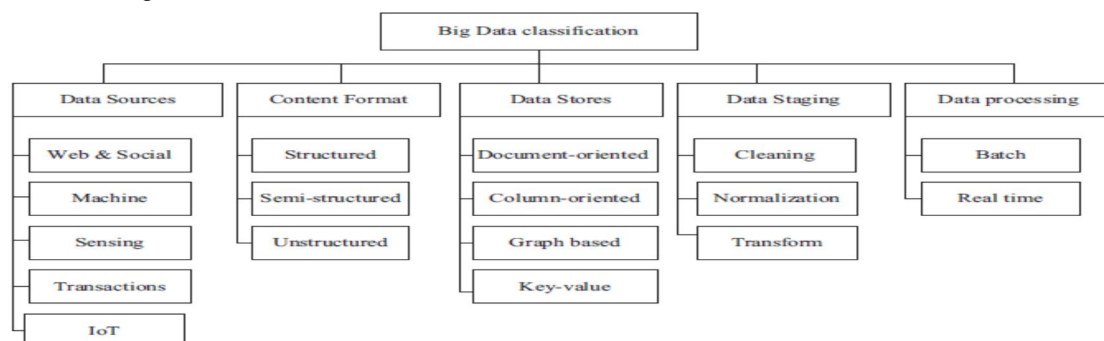 Big Data classification
Data Sources
Content Format
Data Stores
Data Staging
Data processing
Web & Social
Structured
Document-oriented
Cleaning
Batch
Machine
Semi-structured
Column-oriented
Normalization
Real time
Sensing
Unstructured
Graph based
Transform
Transactions
Key-value
IoT